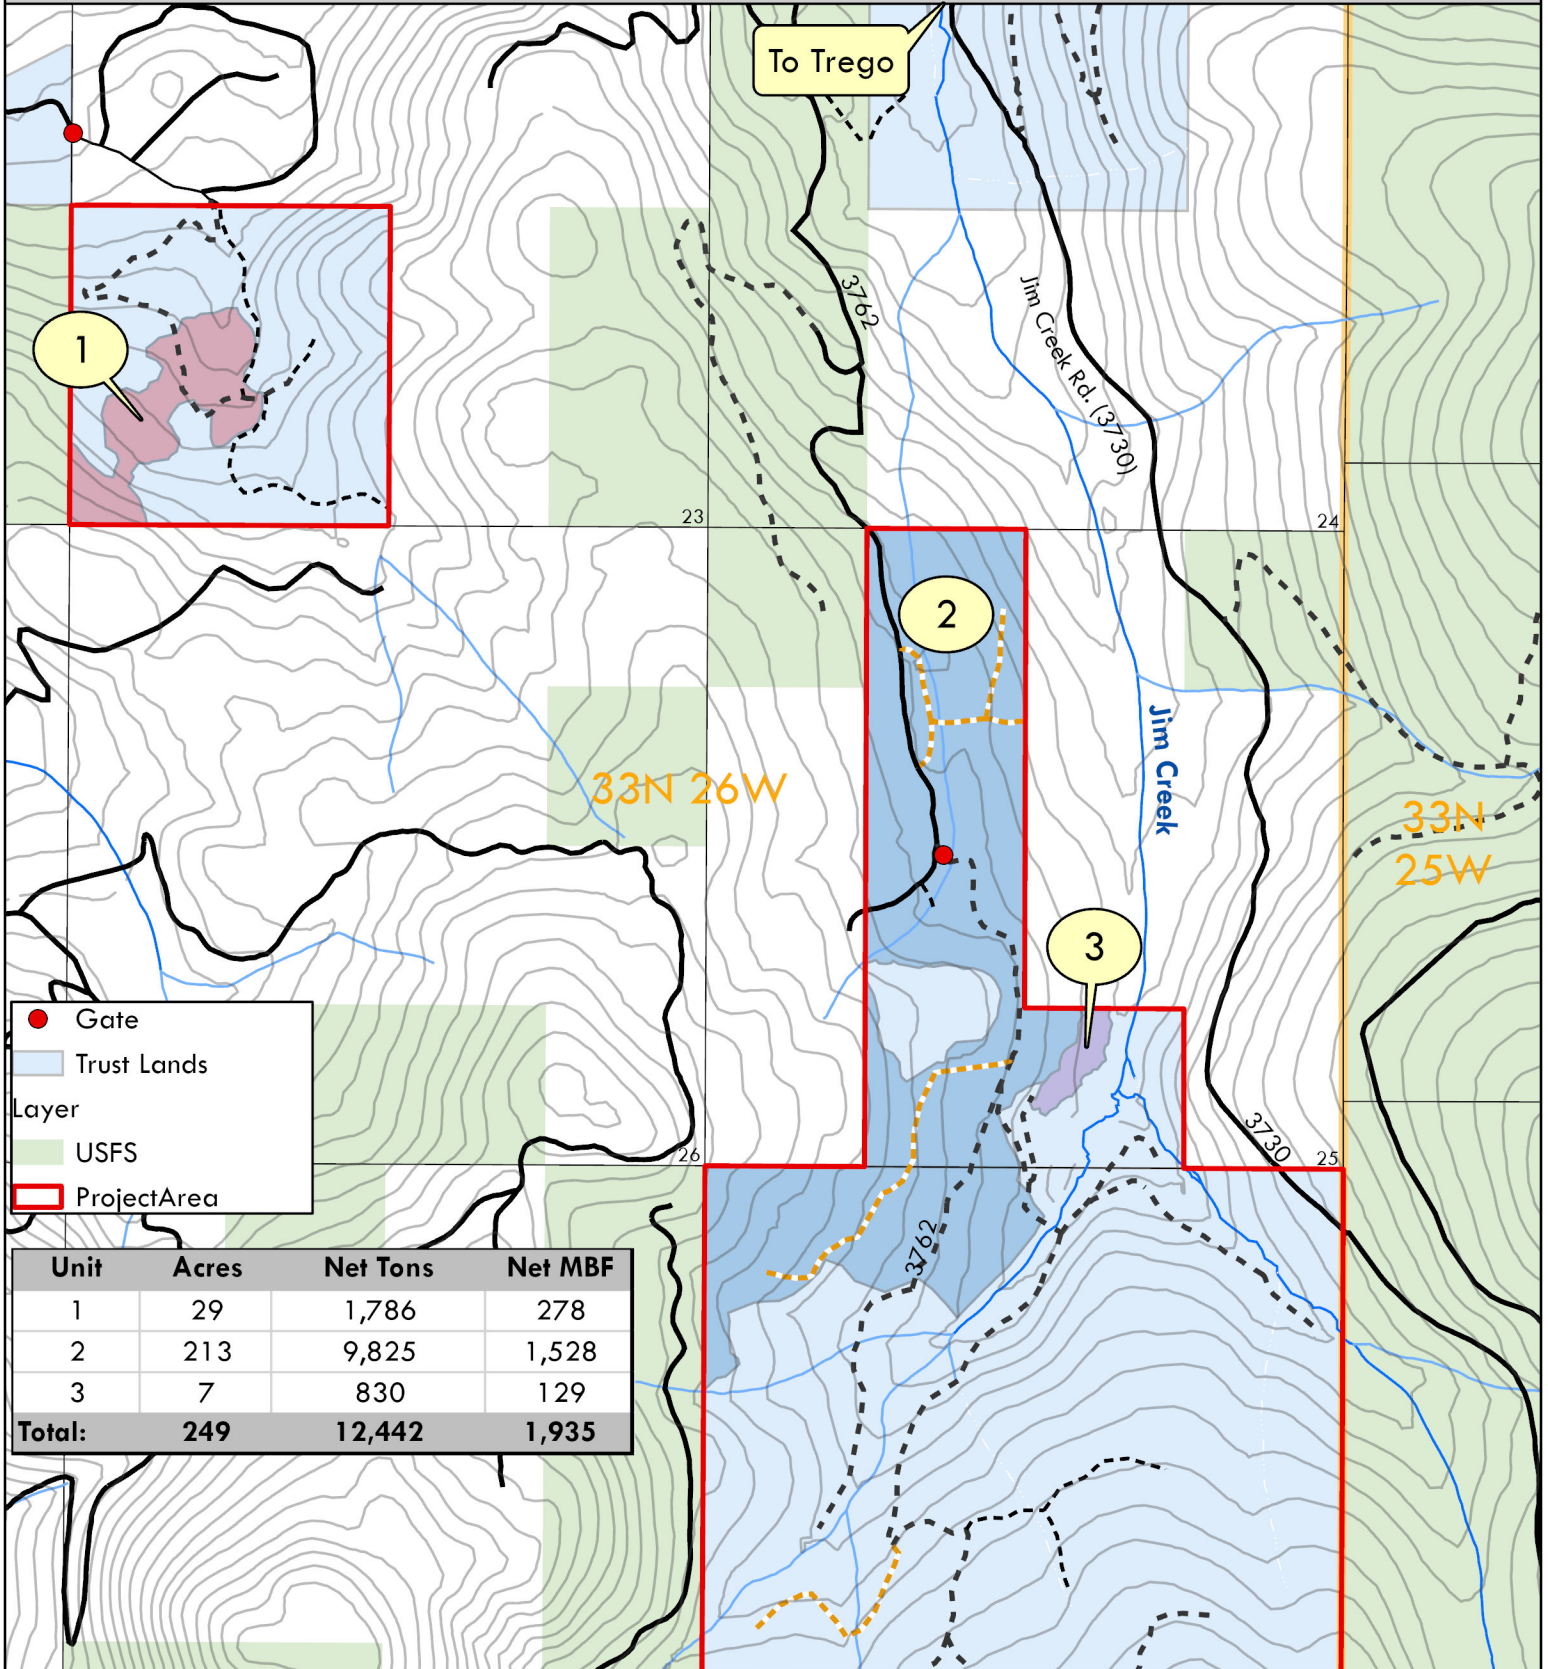 To Trego
3762
Jim Creek Rd. (3730)
1
23
24
2
Jim Creek
33N 26W
33N
25W
3
Gate
Trust Lands
Layer
USFS
ProjectArea
26
3730
25
3762
Unit Acres Net Tons Net MBF
1 29 1,786 278
2 213 9,825 1,528
3 7 830 129
Total: 249 12,442 1,935